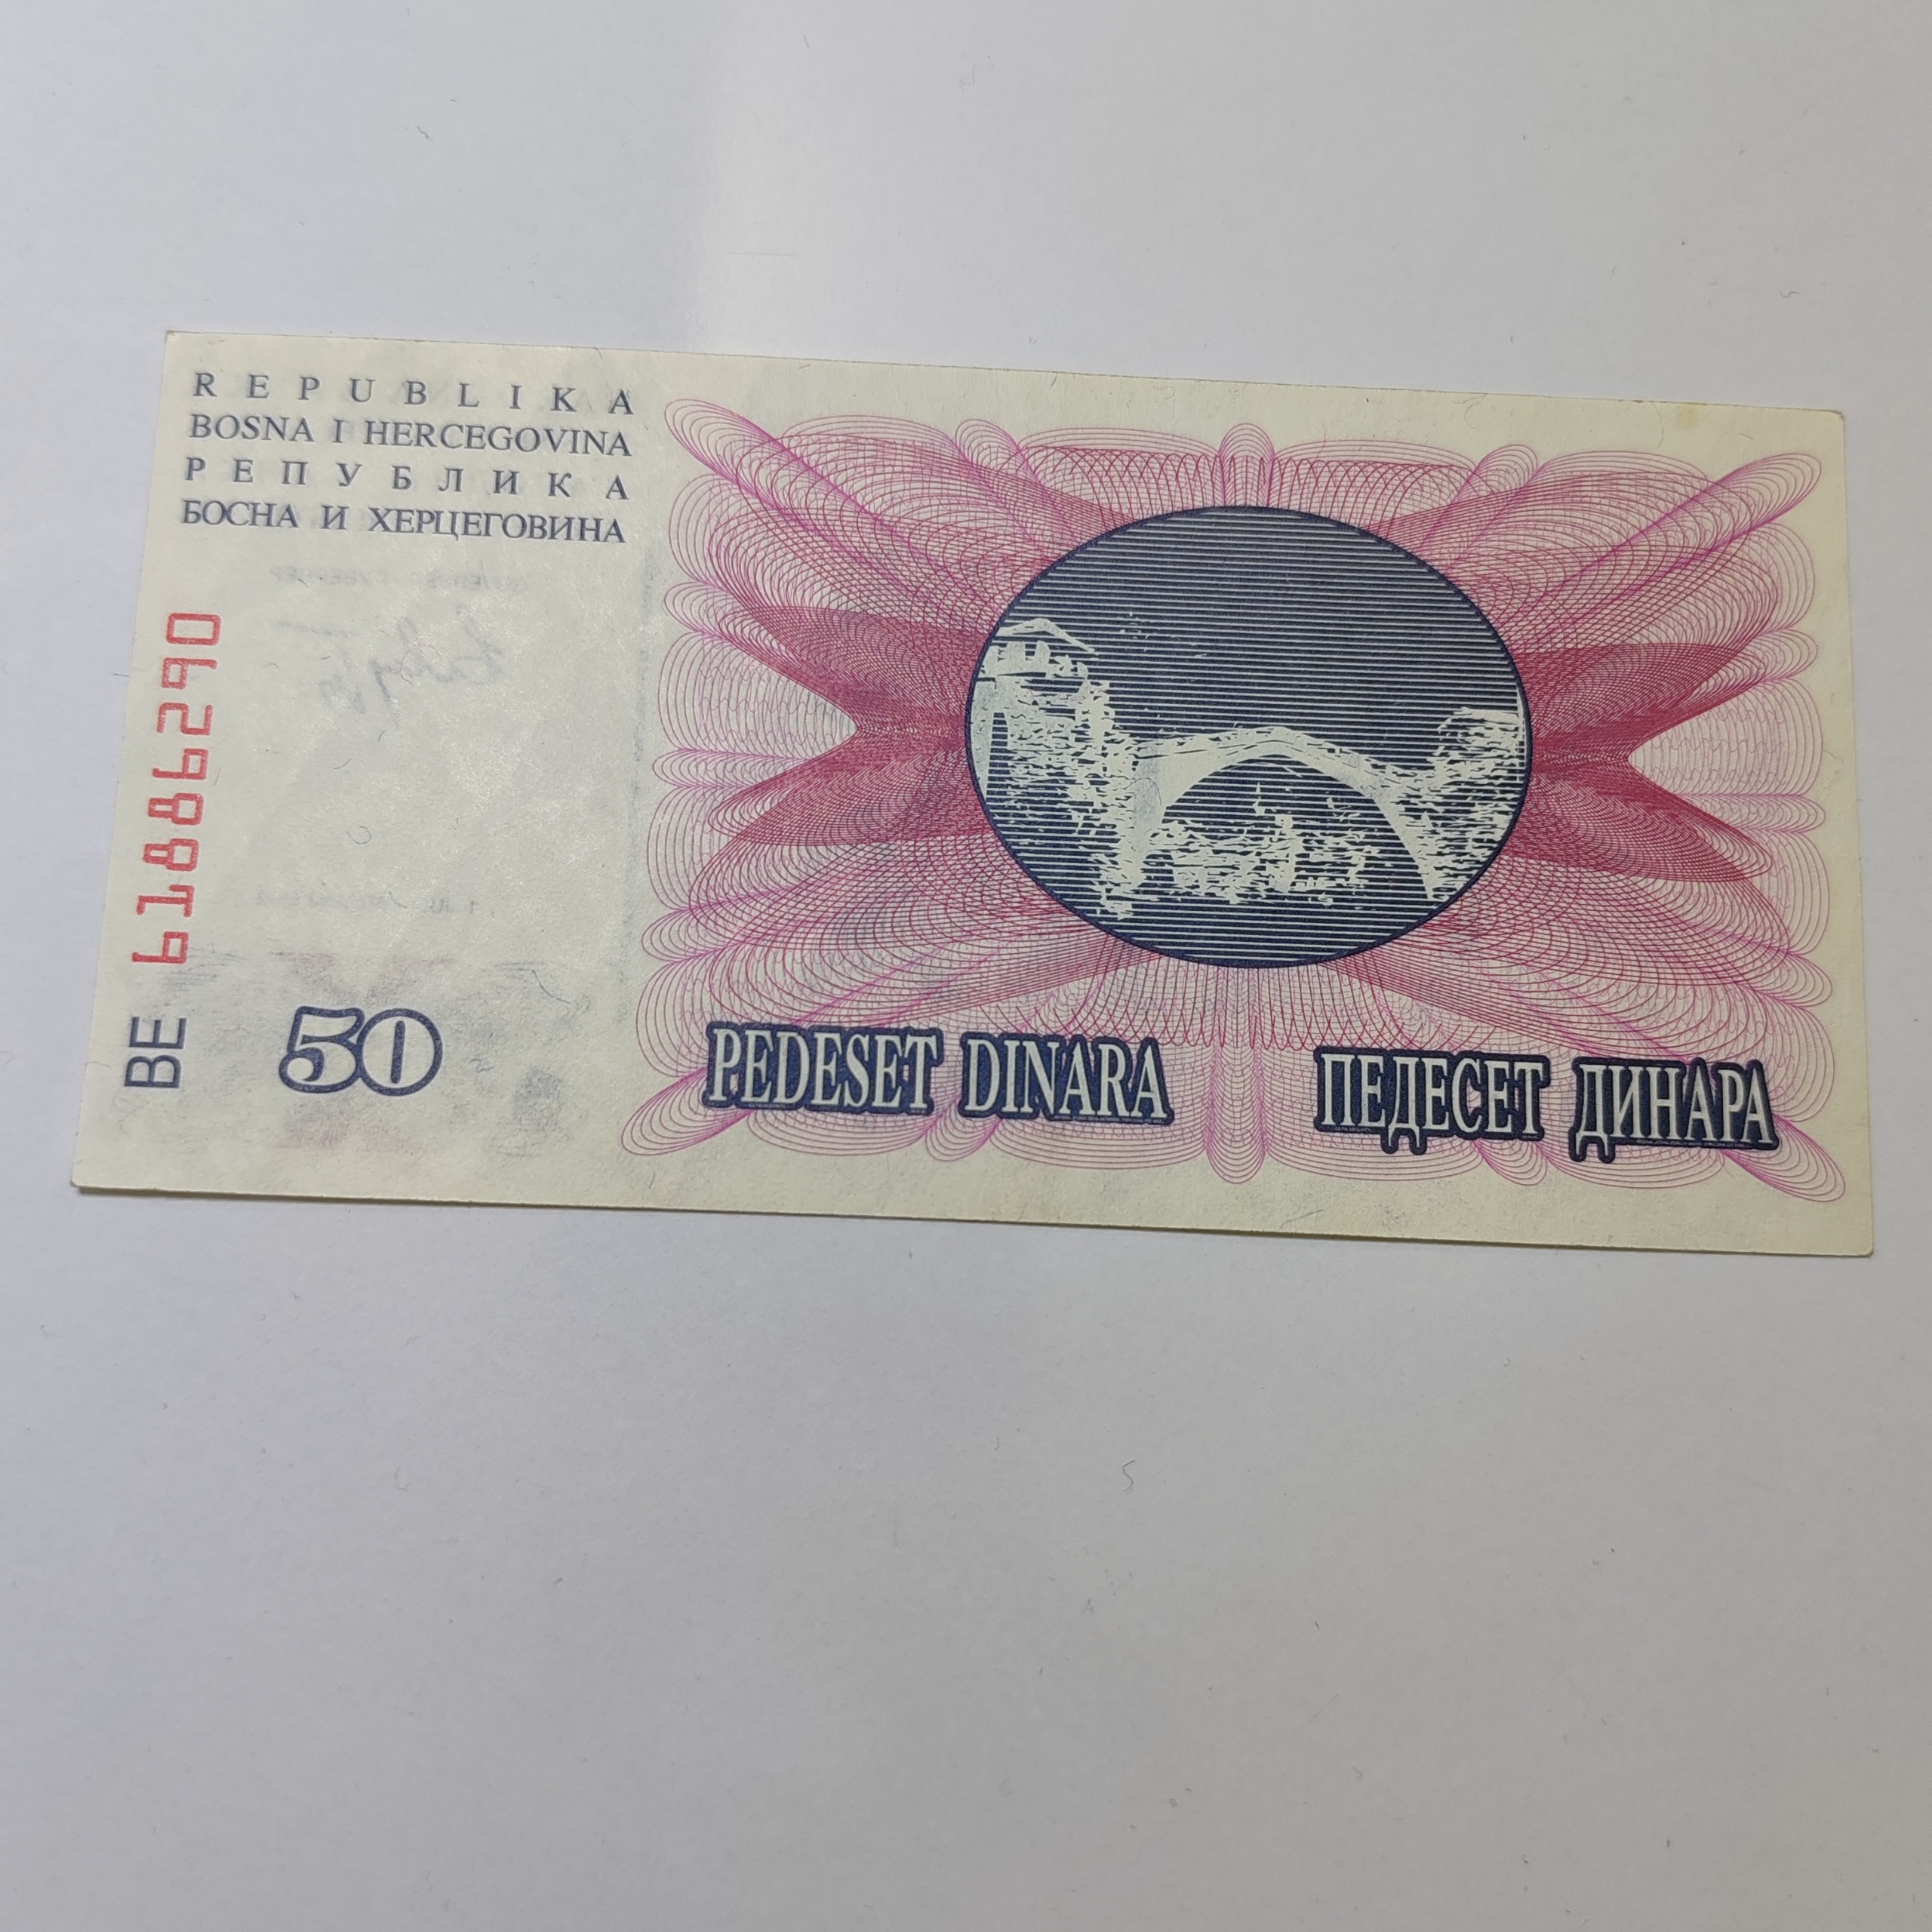 REPUBLIKA
BOSNA I HERCEGOVINA
РЕПУБЛИКА
БОСНА И ХЕРЦЕГОВИНА
BE 61886290
50
PEDESET DINARA
ПЕДЕСЕТ ДИНАРА